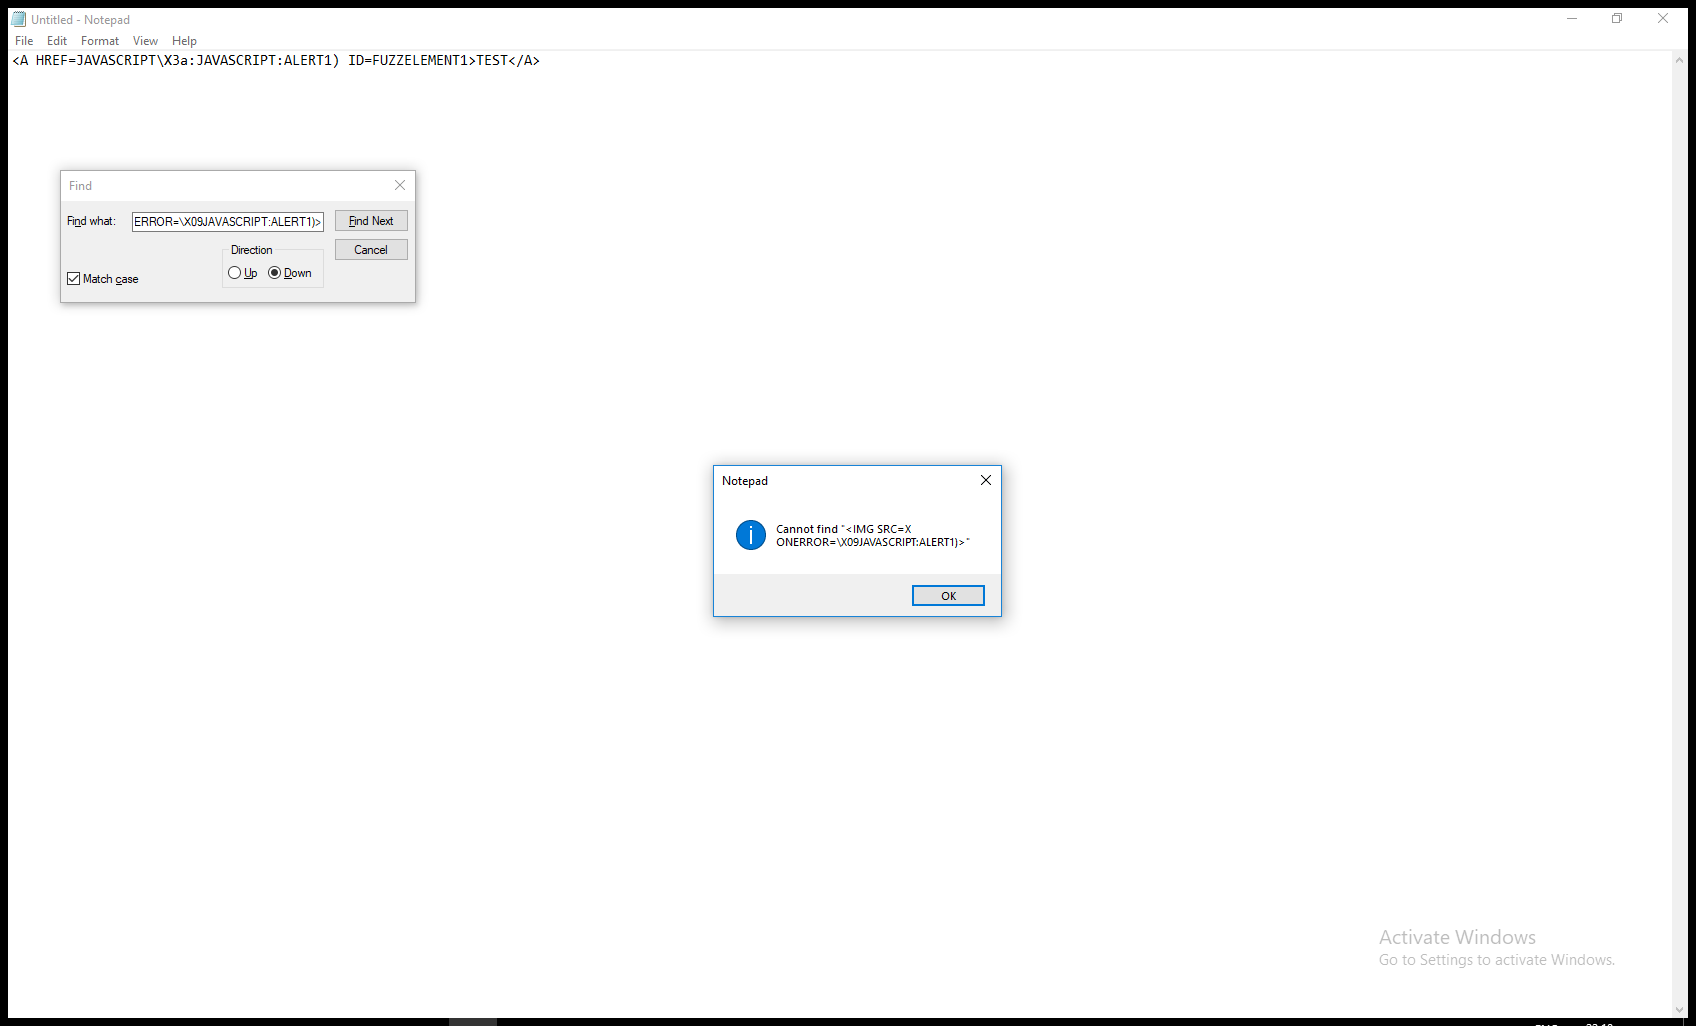 Untitled - Notepad
File Edit Format View Help
<A HREF=JAVASCRIPT\X3a:JAVASCRIPT:ALERT1) ID=FUZZELEMENT1>TEST</A>
Find
Find what: ERROR=\X09JAVASCRIPT:ALERT1)> Find Next
Direction Cancel
Up Down
Match case
Notepad
Cannot find "<IMG SRC=X
ONERROR=\X09JAVASCRIPT:ALERT1)>"
OK
Activate Windows
Go to Settings to activate Windows.